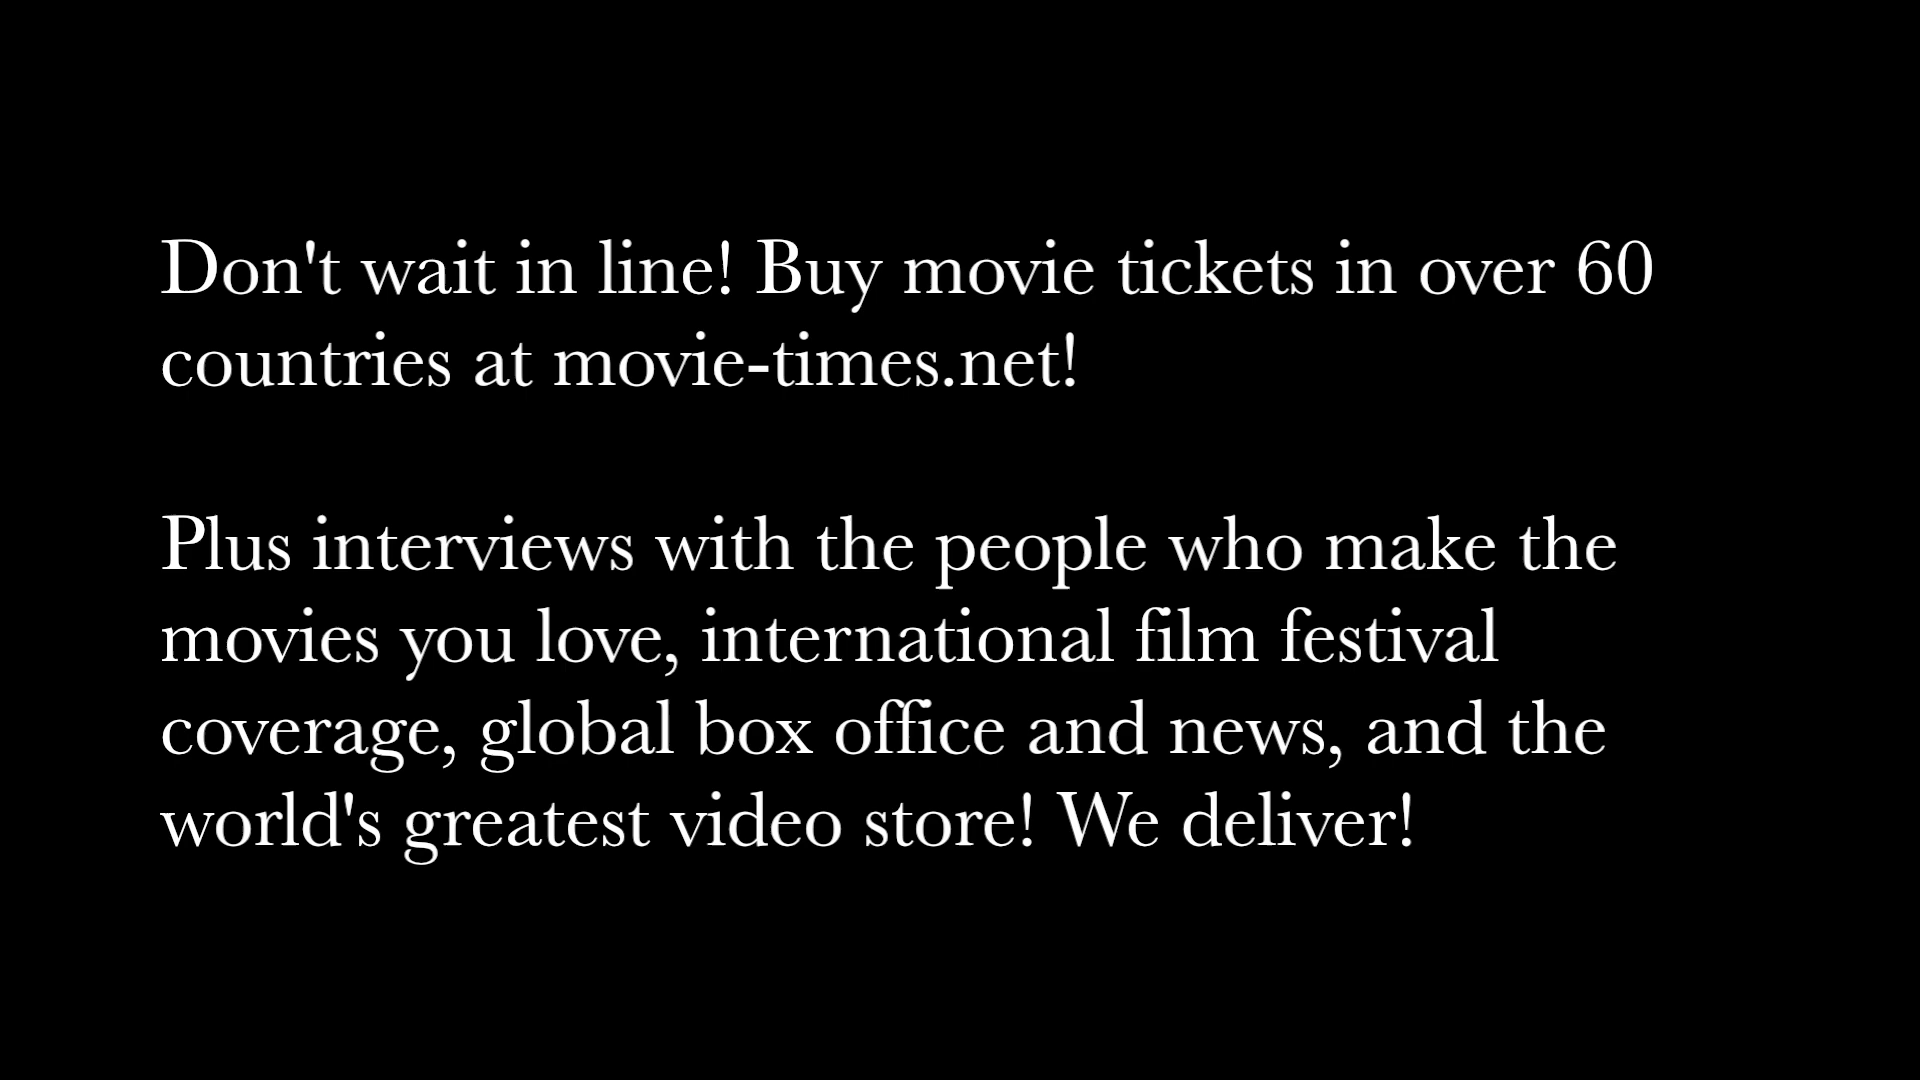 Don't wait in line! Buy movie tickets in over 60
countries at movie-times.net!
Plus interviews with the people who make the
movies you love, international film festival
coverage, global box office and news, and the
world's greatest video store! We deliver!